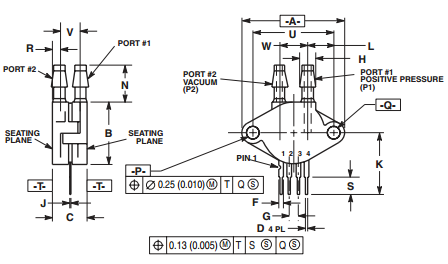 V
R
PORT #1
PORT #2
N
B
SEATING
PLANE
SEATING
PLANE
-T-
-T-
J
C
-A-
U
W
L
H
PORT #2
VACUUM
(P2)
PORT #1
POSITIVE PRESSURE
(P1)
-Q-
-P-
⌖ Ø 0.25 (0.010) Ⓜ T Q Ⓢ
PIN 1
1 2 3 4
K
S
F
G
D 4 PL
⌖ 0.13 (0.005) Ⓜ T S Ⓢ Q Ⓢ